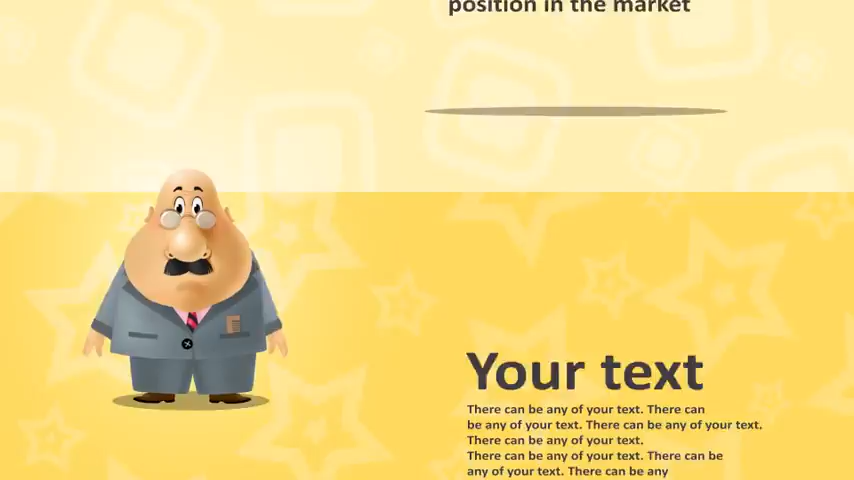 position in the market
Your text
There can be any of your text. There can
be any of your text. There can be any of your text.
There can be any of your text.
There can be any of your text. There can be
any of your text. There can be any